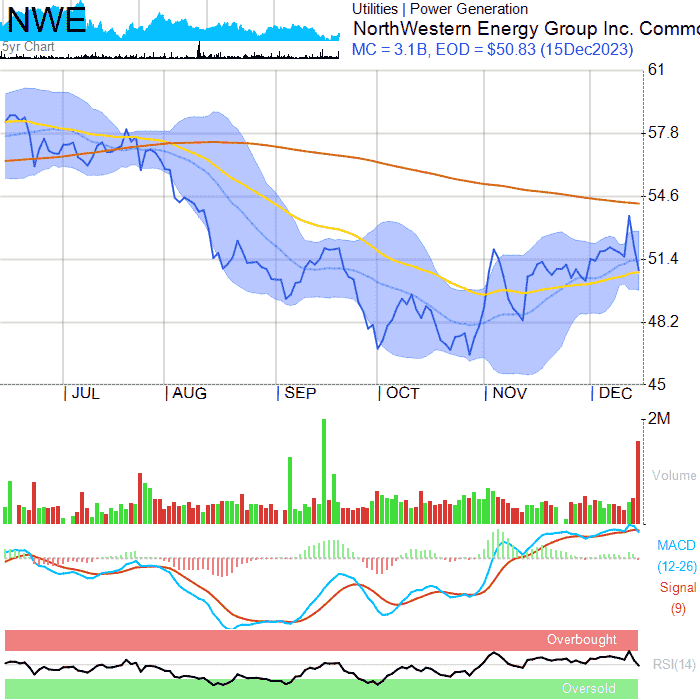 NWE
5yr Chart
Utilities | Power Generation
NorthWestern Energy Group Inc. Commo
MC = 3.1B, EOD = $50.83 (15Dec2023)
61
57.8
54.6
51.4
48.2
45
| JUL | AUG | SEP | OCT | NOV | DEC
2M
Volume
MACD
(12-26)
Signal
(9)
Overbought
RSI(14)
Oversold